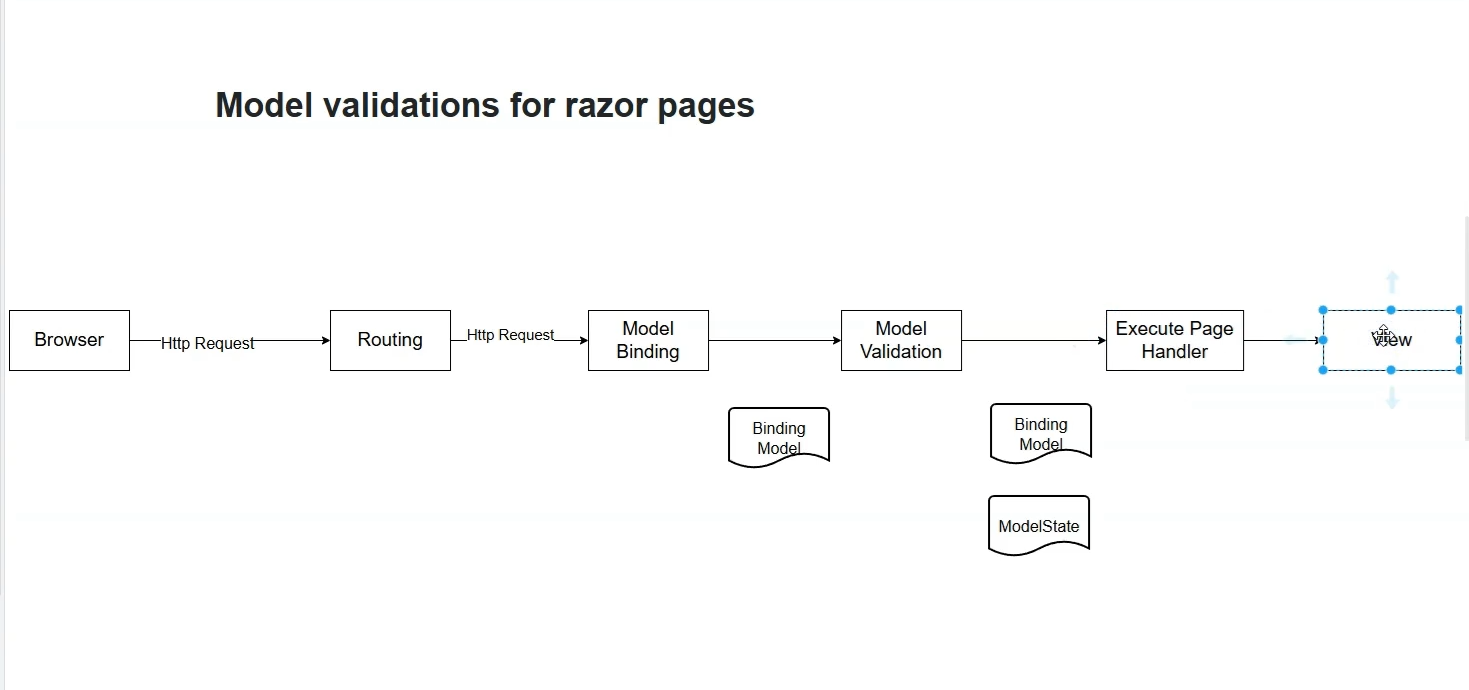 Model validations for razor pages
Browser
Http Request
Routing
Http Request
Model
Binding
Model
Validation
Execute Page
Handler
View
Binding
Model
Binding
Model
ModelState